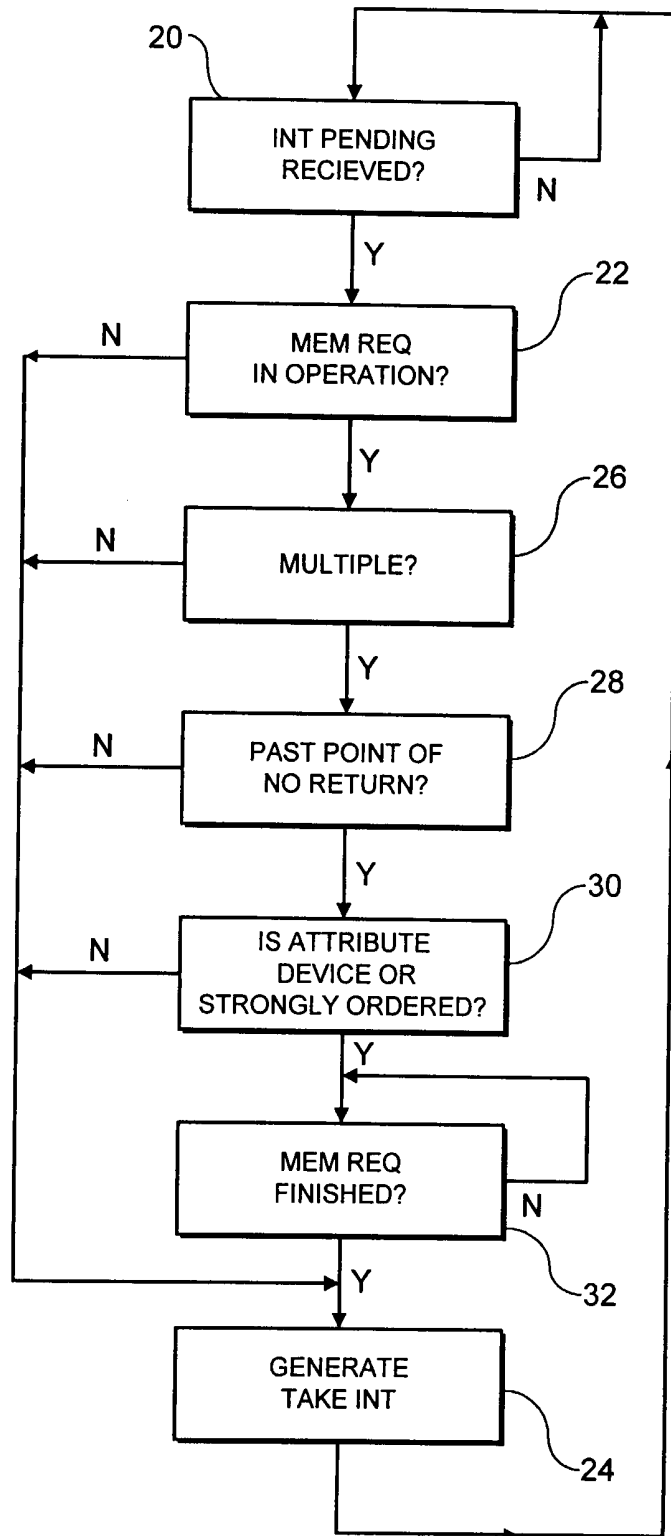 20
INT PENDING
RECIEVED?
N
Y
22
N
MEM REQ
IN OPERATION?
Y
26
N
MULTIPLE?
Y
28
N
PAST POINT OF
NO RETURN?
Y
30
N
IS ATTRIBUTE
DEVICE OR
STRONGLY ORDERED?
Y
MEM REQ
FINISHED?
N
Y
32
GENERATE
TAKE INT
24